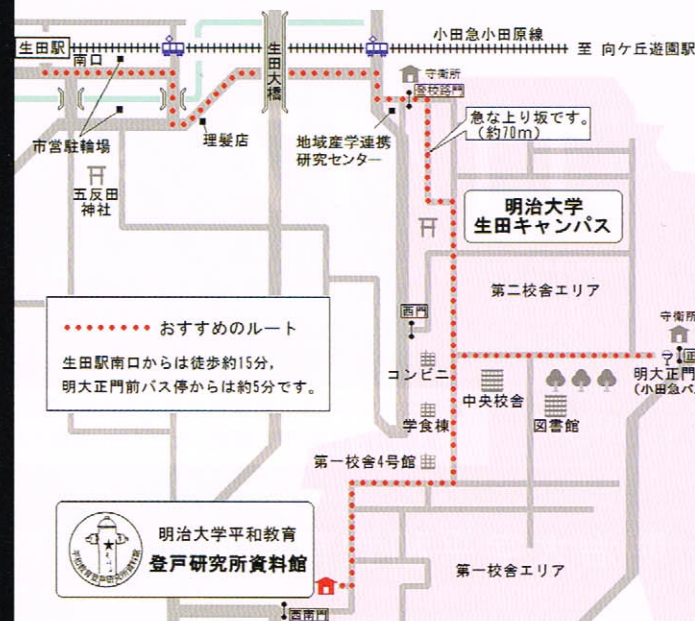 小田急小田原線
生田駅
至 向ケ丘遊園駅
南口
生田大橋
守衛所
登校路門
急な上り坂です。
(約70m)
市営駐輪場
理髪店
地域産学連携
研究センター
五反田
神社
明治大学
生田キャンパス
第二校舎エリア
西門
守衛所
おすすめのルート
生田駅南口からは徒歩約15分,
明大正門前バス停からは約5分です。
コンビニ
中央校舎
図書館
明大正門
(小田急バ
学食棟
第一校舎4号館
明治大学平和教育
登戸研究所資料館
第一校舎エリア
西南門